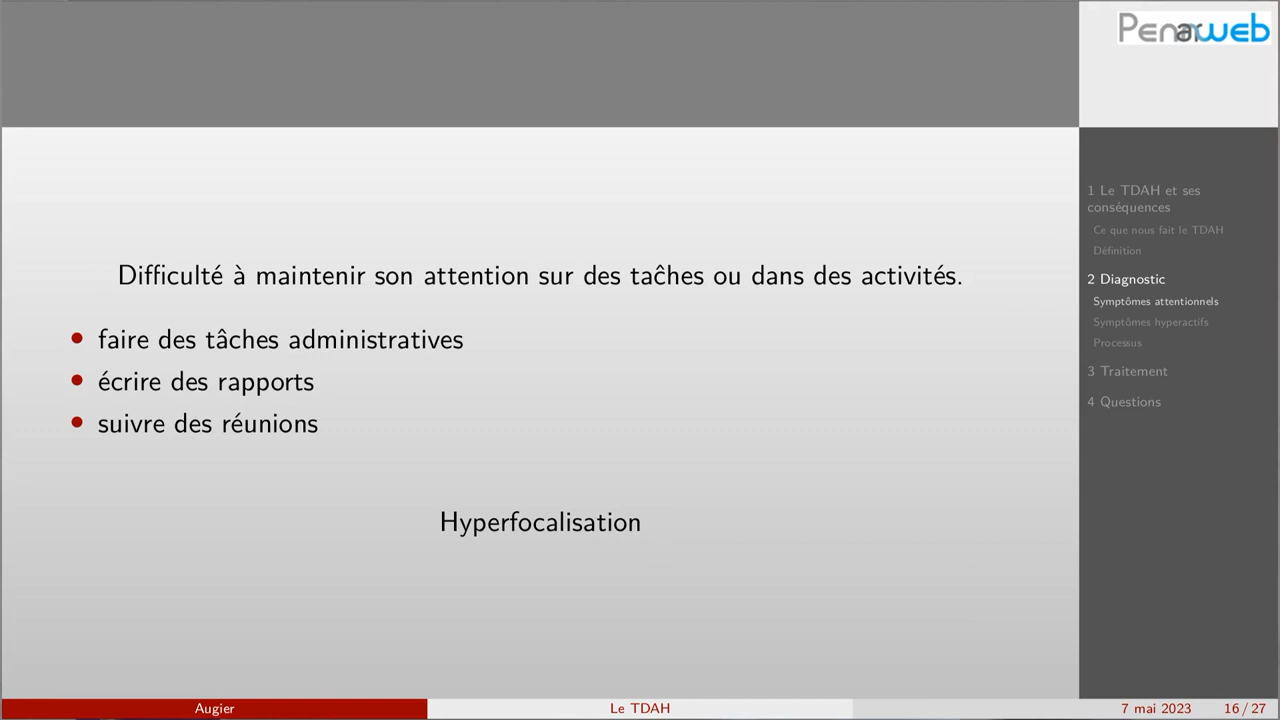 Penarweb
Difficulté à maintenir son attention sur des taĉhes ou dans des activités.
• faire des tâches administratives
• écrire des rapports
• suivre des réunions
Hyperfocalisation
1 Le TDAH et ses
conséquences
Ce que nous fait le TDAH
Définition
2 Diagnostic
Symptômes attentionnels
Symptômes hyperactifs
Processus
3 Traitement
4 Questions
Augier
Le TDAH
7 mai 2023
16 / 27